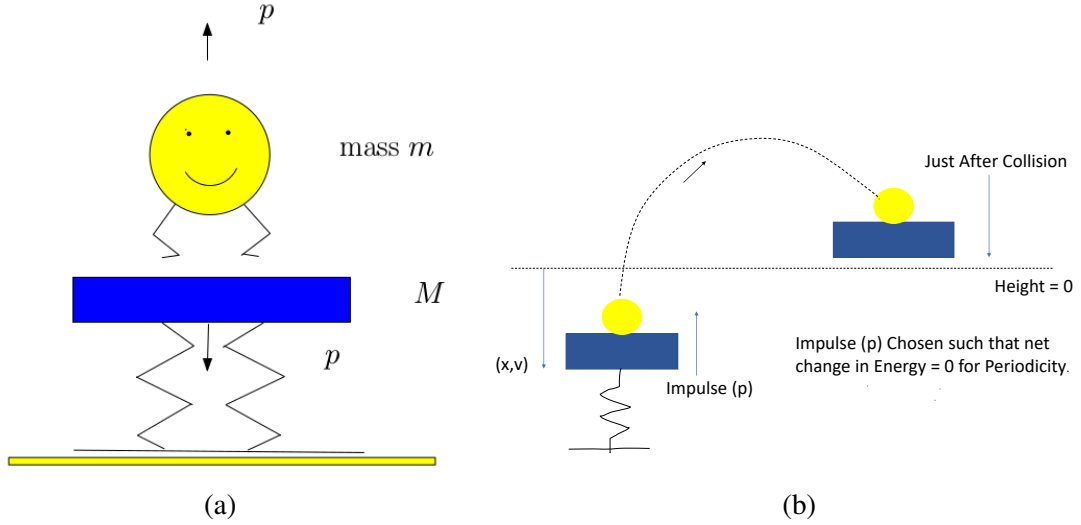 p
mass m
M
p
(a)
Just After Collision
Height = 0
(x,v)
Impulse (p)
Impulse (p) Chosen such that net
change in Energy = 0 for Periodicity.
(b)